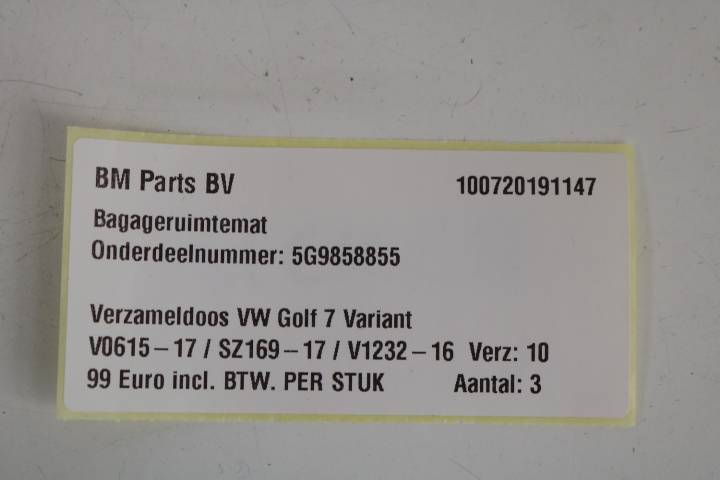 BM Parts BV 100720191147
Bagageruimtemat
Onderdeelnummer: 5G9858855
Verzameldoos VW Golf 7 Variant
V0615-17 / SZ169-17 / V1232-16 Verz: 10
99 Euro incl. BTW. PER STUK Aantal: 3